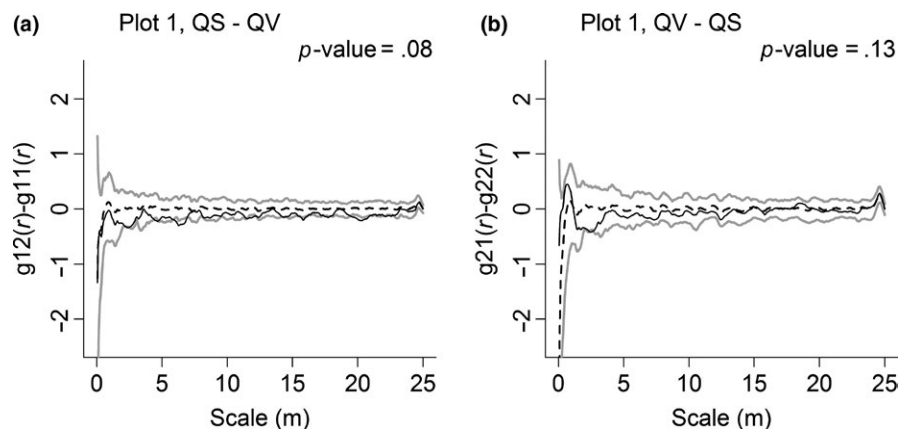 (a) Plot 1, QS - QV
p-value = .08
g12(r)-g11(r)
2
1
0
-1
-2
0 5 10 15 20 25
Scale (m)
(b) Plot 1, QV - QS
p-value = .13
g21(r)-g22(r)
2
1
0
-1
-2
0 5 10 15 20 25
Scale (m)